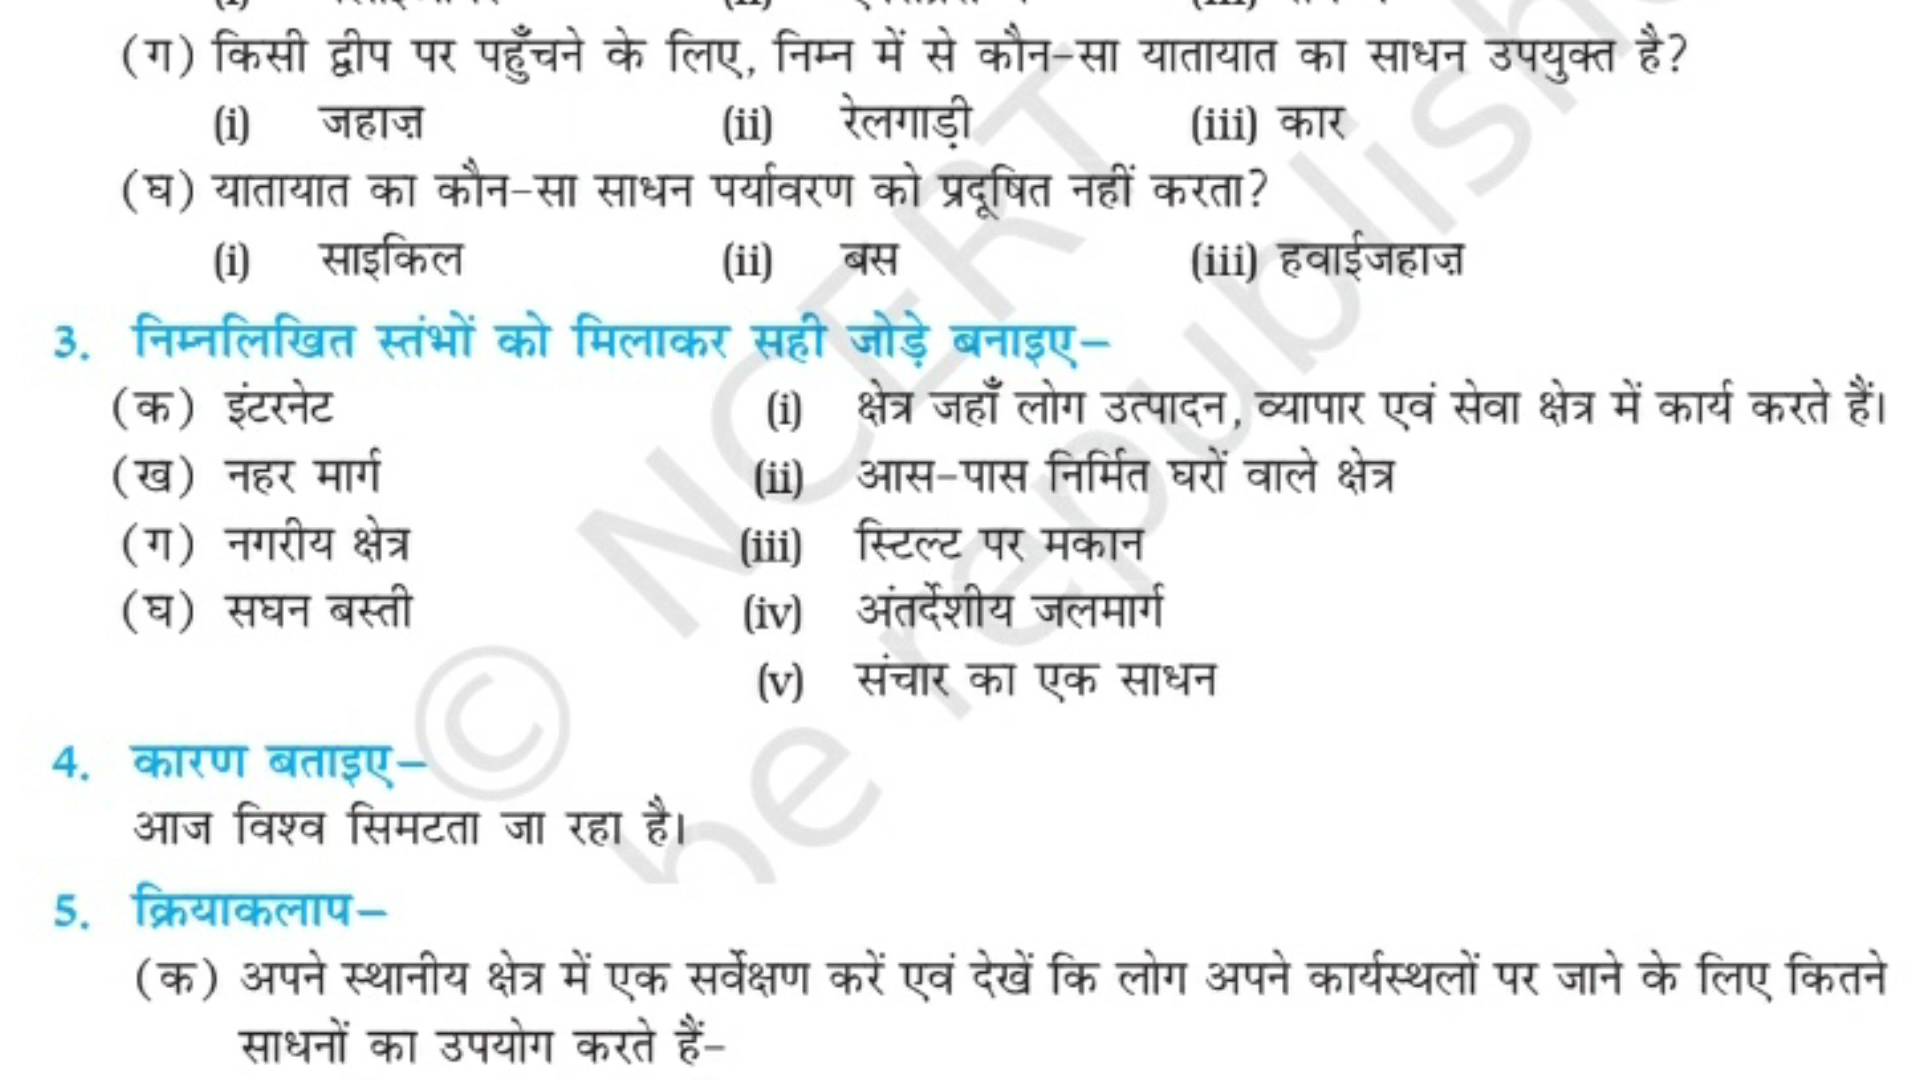 (ग) किसी द्वीप पर पहुँचने के लिए, निम्न में से कौन-सा यातायात का साधन उपयुक्त है?
(i) जहाज़ (ii) रेलगाड़ी (iii) कार
(घ) यातायात का कौन-सा साधन पर्यावरण को प्रदूषित नहीं करता?
(i) साइकिल (ii) बस (iii) हवाईजहाज़
3. निम्नलिखित स्तंभों को मिलाकर सही जोड़े बनाइए–
(क) इंटरनेट (i) क्षेत्र जहाँ लोग उत्पादन, व्यापार एवं सेवा क्षेत्र में कार्य करते हैं।
(ख) नहर मार्ग (ii) आस-पास निर्मित घरों वाले क्षेत्र
(ग) नगरीय क्षेत्र (iii) स्टिल्ट पर मकान
(घ) सघन बस्ती (iv) अंतर्देशीय जलमार्ग
(v) संचार का एक साधन
4. कारण बताइए–
आज विश्व सिमटता जा रहा है।
5. क्रियाकलाप–
(क) अपने स्थानीय क्षेत्र में एक सर्वेक्षण करें एवं देखें कि लोग अपने कार्यस्थलों पर जाने के लिए कितने
साधनों का उपयोग करते हैं-
© NCERT
be republish